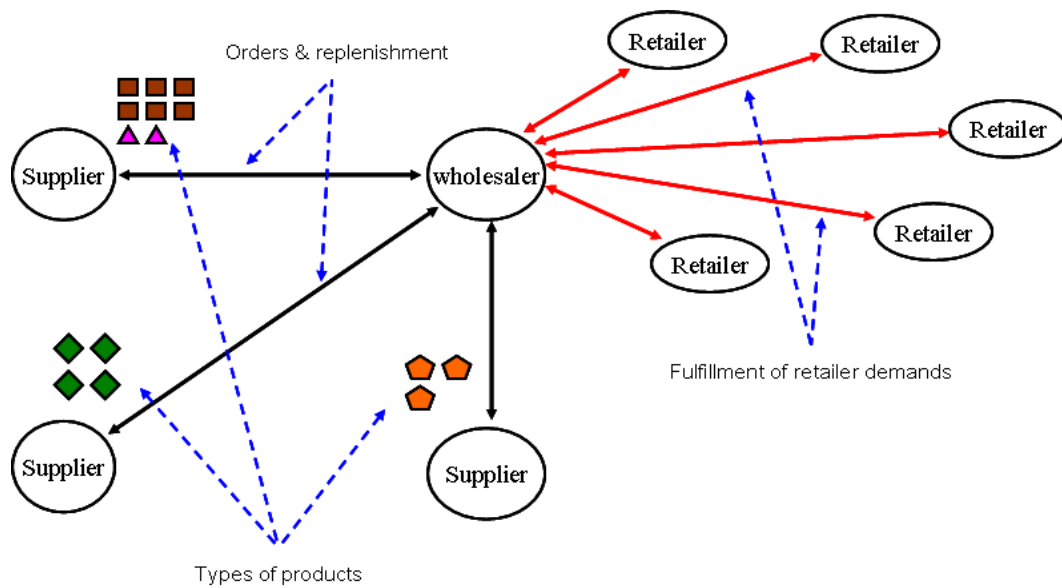 Orders & replenishment
Retailer
Retailer
Retailer
Supplier
wholesaler
Retailer
Retailer
Fulfillment of retailer demands
Supplier
Supplier
Types of products